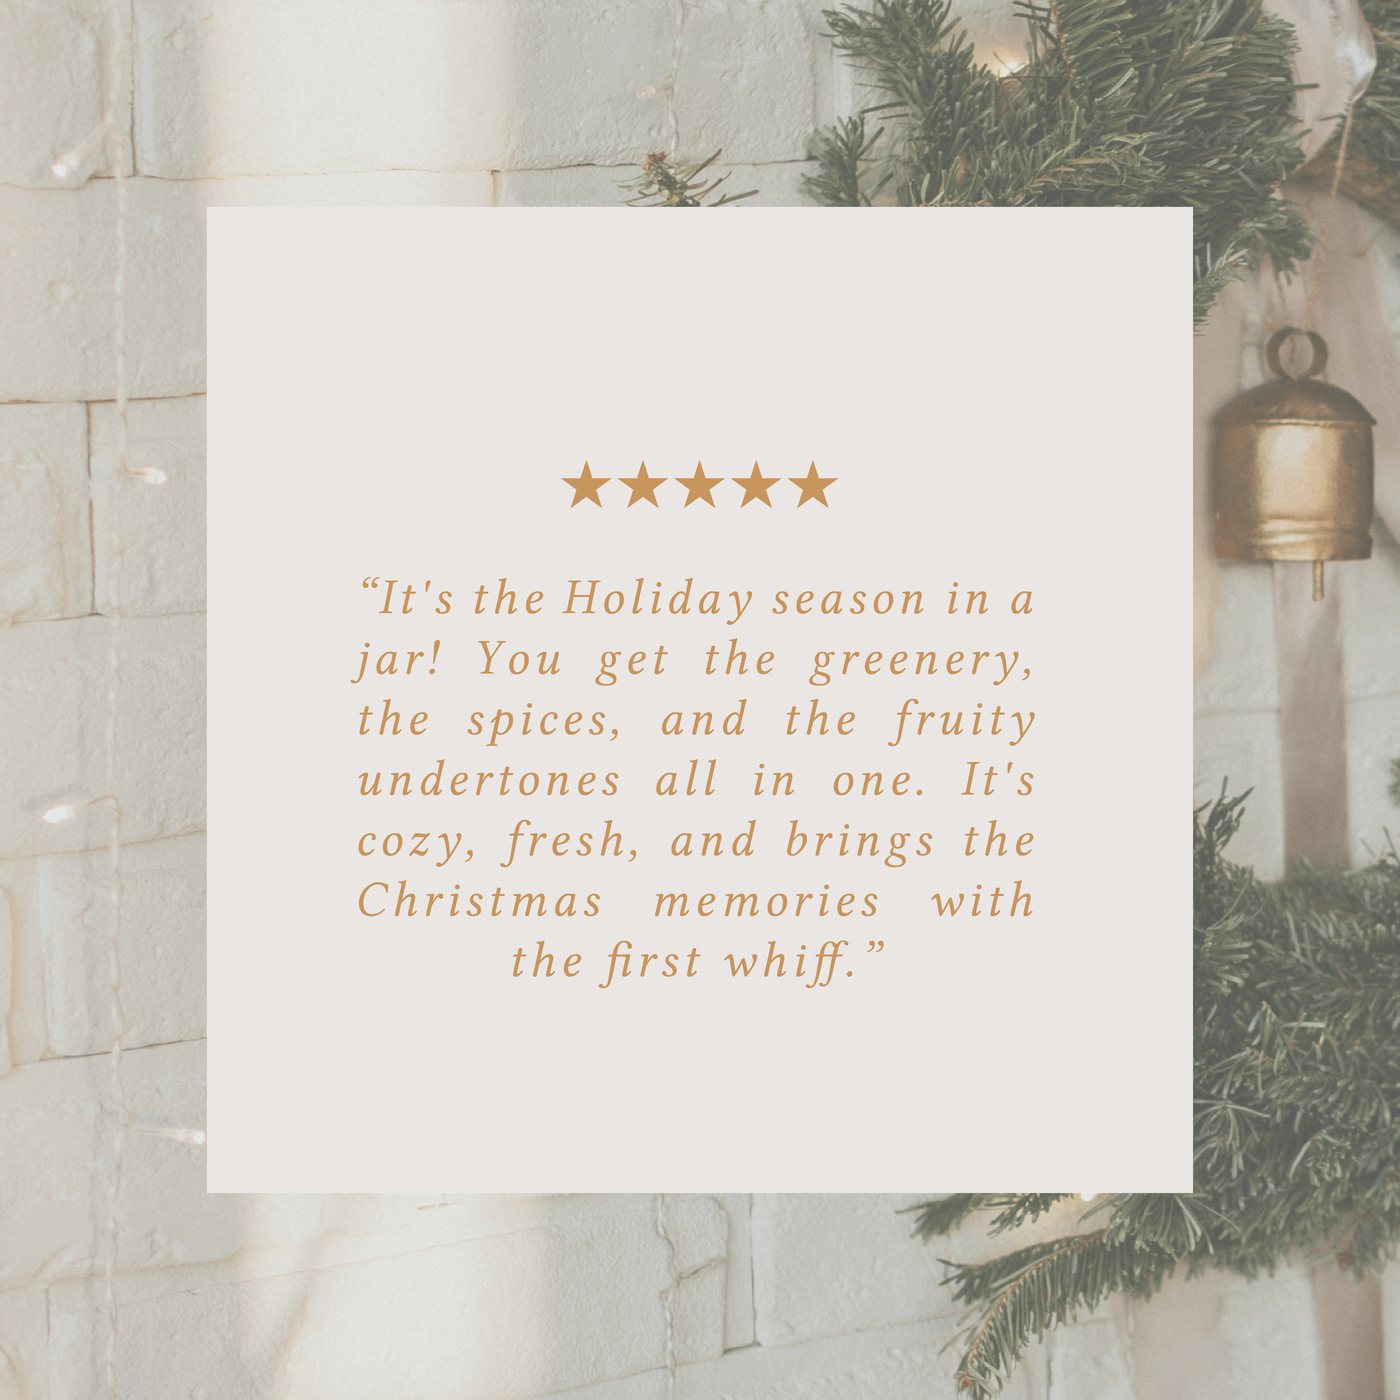 ★★★★★
“It's the Holiday season in a
jar! You get the greenery,
the spices, and the fruity
undertones all in one. It's
cozy, fresh, and brings the
Christmas memories with
the first whiff.”